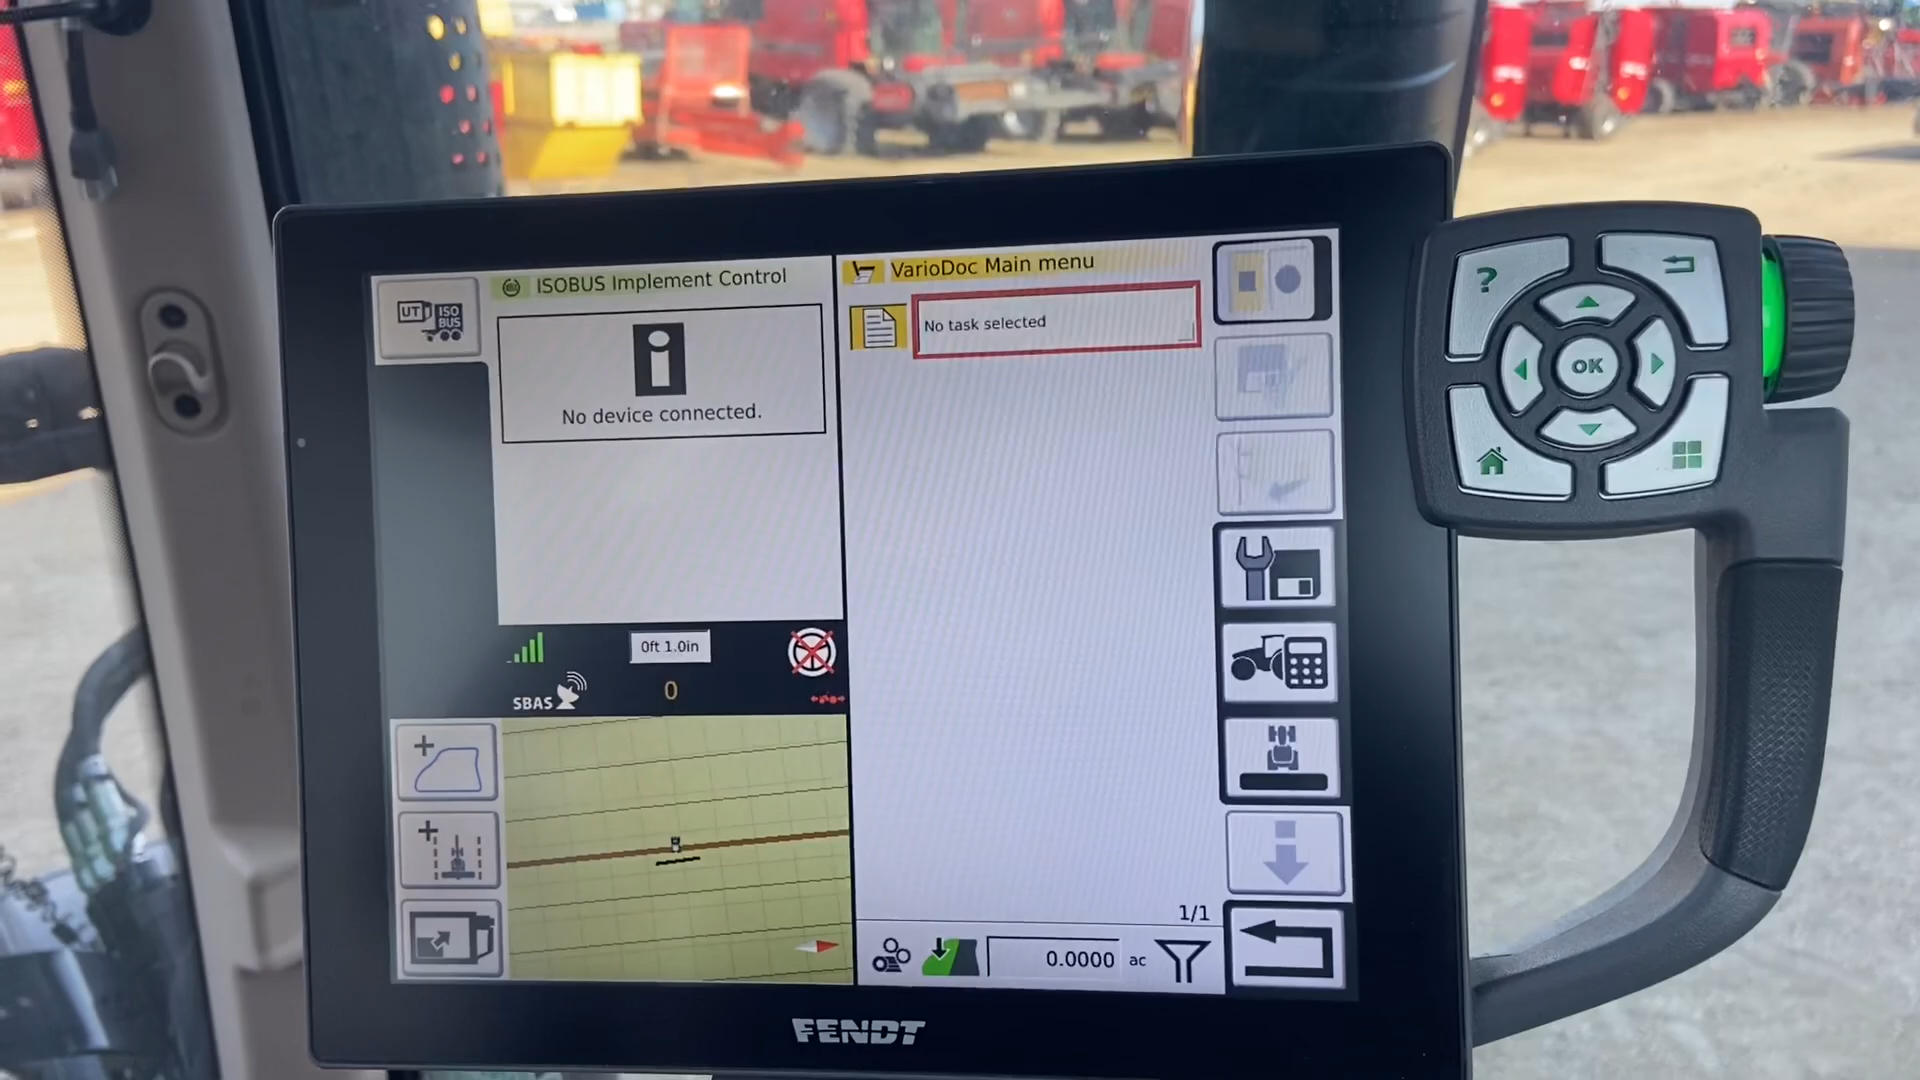 UT
ISO
BUS
ISOBUS Implement Control
No device connected.
VarioDoc Main menu
No task selected
0ft 1.0in
SBAS
0
1/1
0.0000 ac
FENDT
?
OK